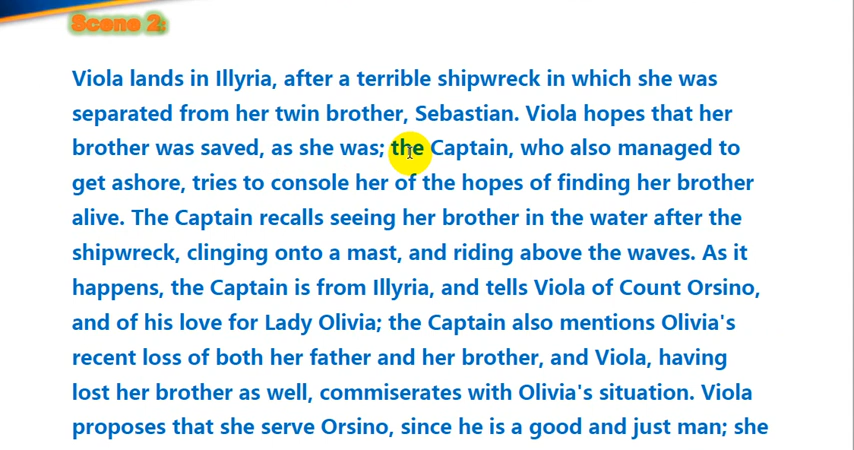 Scene 2:
Viola lands in Illyria, after a terrible shipwreck in which she was
separated from her twin brother, Sebastian. Viola hopes that her
brother was saved, as she was; the Captain, who also managed to
get ashore, tries to console her of the hopes of finding her brother
alive. The Captain recalls seeing her brother in the water after the
shipwreck, clinging onto a mast, and riding above the waves. As it
happens, the Captain is from Illyria, and tells Viola of Count Orsino,
and of his love for Lady Olivia; the Captain also mentions Olivia's
recent loss of both her father and her brother, and Viola, having
lost her brother as well, commiserates with Olivia's situation. Viola
proposes that she serve Orsino, since he is a good and just man; she